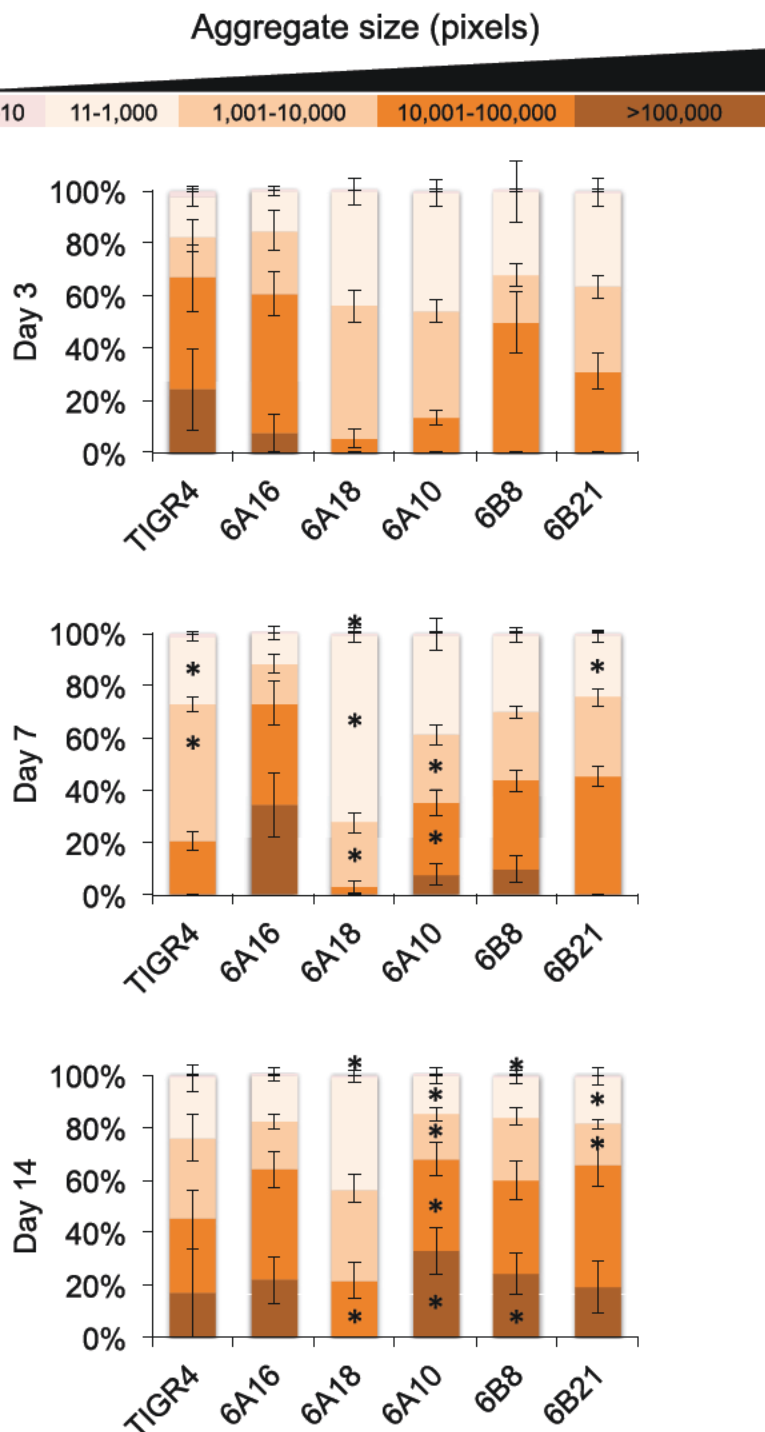 Aggregate size (pixels)
10 11-1,000 1,001-10,000 10,001-100,000 >100,000
Day 3
100%
80%
60%
40%
20%
0%
TIGR4 6A16 6A18 6A10 6B8 6B21
Day 7
100%
* * *
80%
* *
60%
*
40%
*
20%
*
0%
TIGR4 6A16 6A18 6A10 6B8 6B21
Day 14
100%
* * * *
80%
* *
60%
*
40%
20%
* * *
0%
TIGR4 6A16 6A18 6A10 6B8 6B21